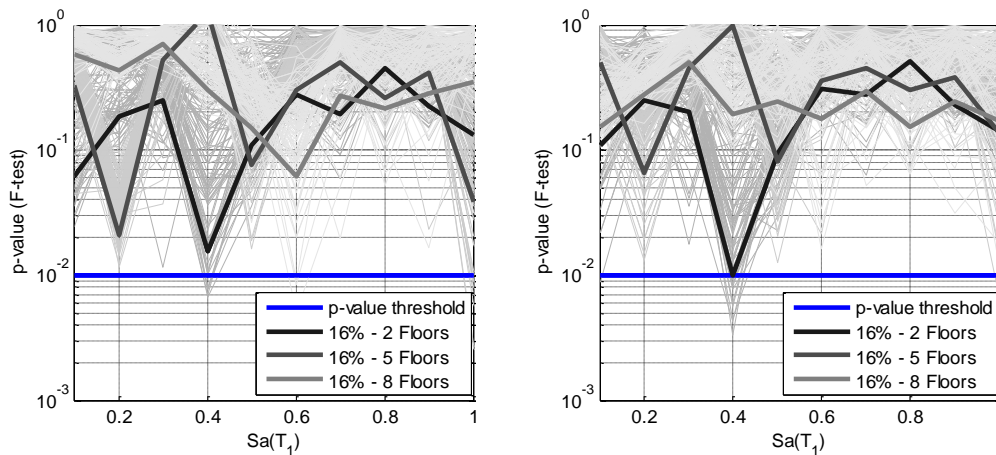 10^0
10^-1
10^-2
10^-3
p-value (F-test)
p-value threshold
16% - 2 Floors
16% - 5 Floors
16% - 8 Floors
0.2 0.4 0.6 0.8 1
Sa(T_1)
10^0
10^-1
10^-2
10^-3
p-value (F-test)
p-value threshold
16% - 2 Floors
16% - 5 Floors
16% - 8 Floors
0.2 0.4 0.6 0.8
Sa(T_1)